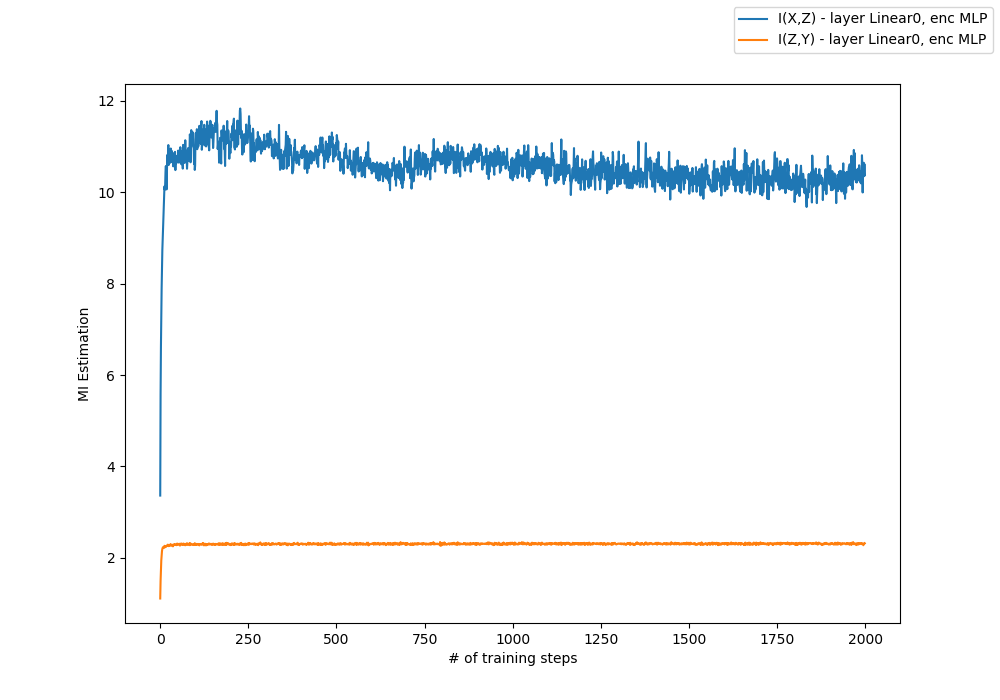 I(X,Z) - layer Linear0, enc MLP
I(Z,Y) - layer Linear0, enc MLP
12
10
8
6
4
2
MI Estimation
0 250 500 750 1000 1250 1500 1750 2000
# of training steps